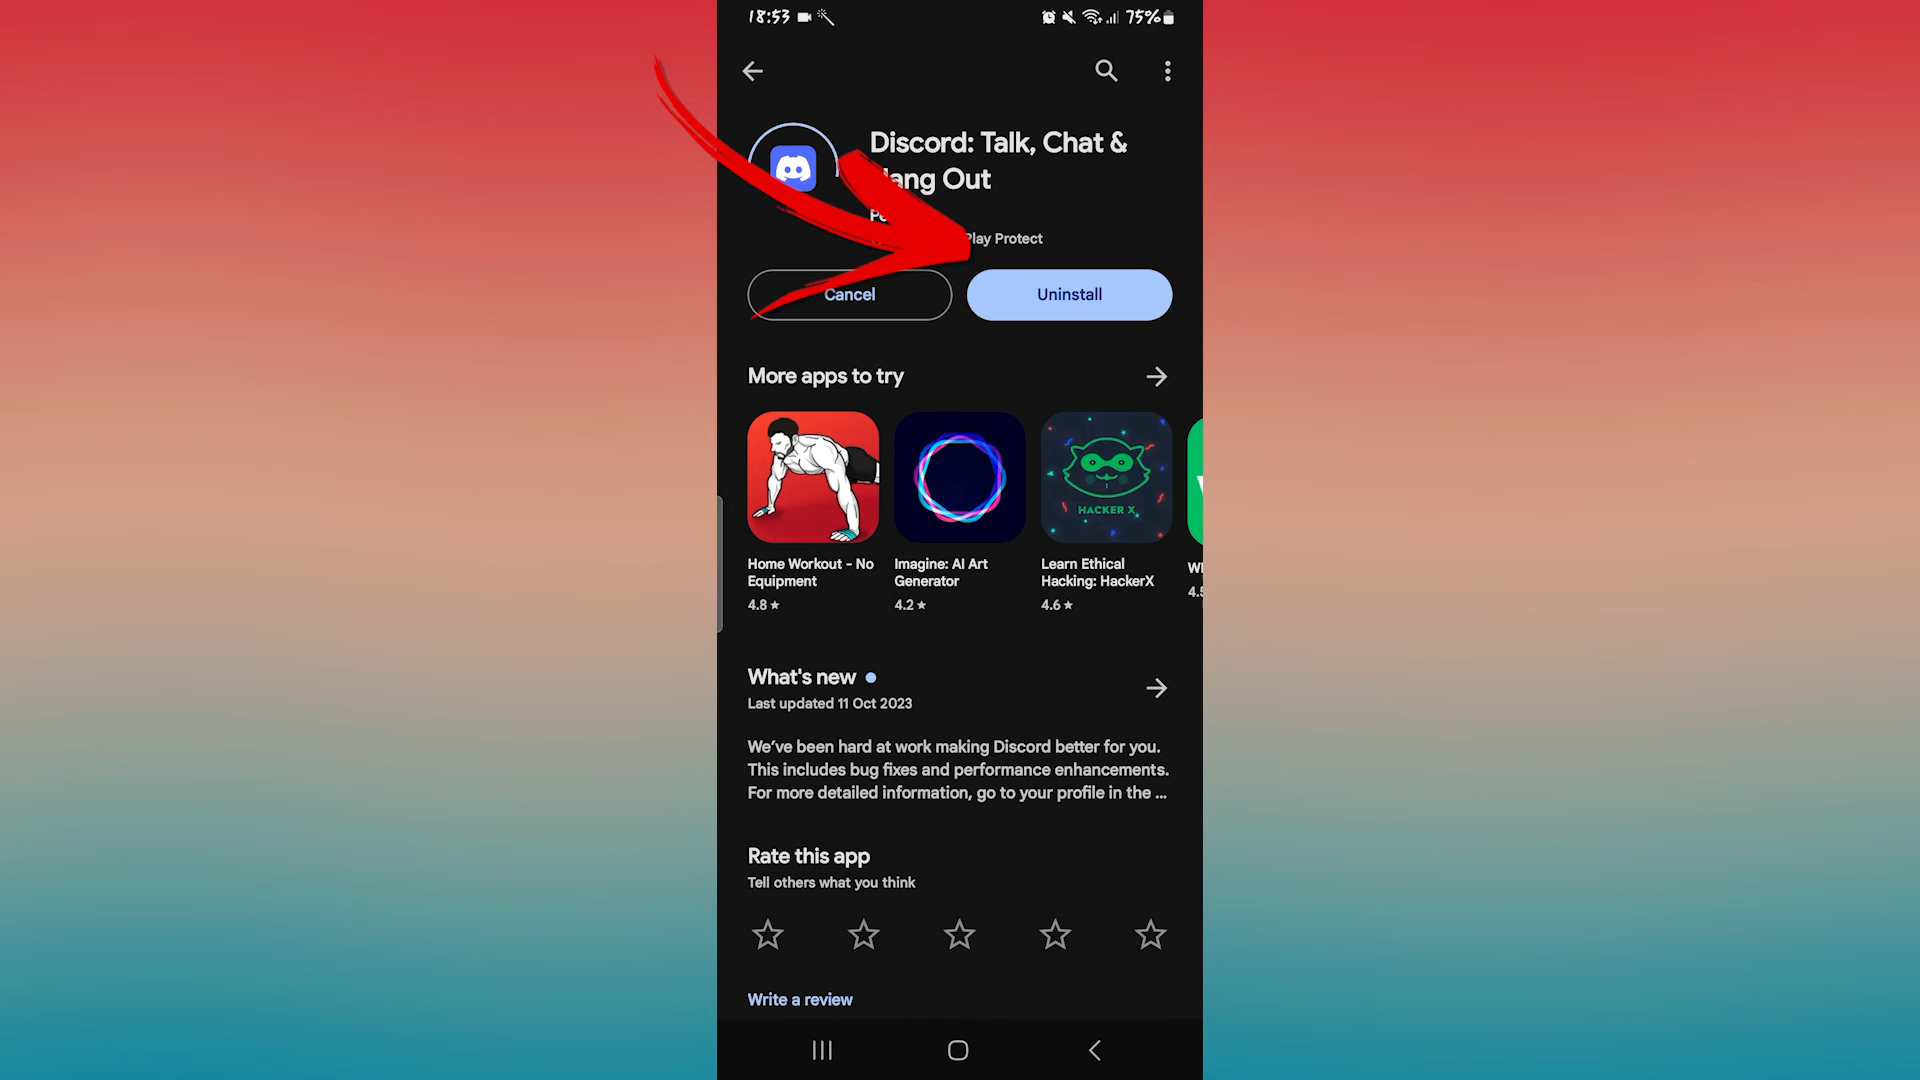 18:53
75%
Discord: Talk, Chat &
Hang Out
Play Protect
Cancel
Uninstall
More apps to try
HACKER X
Home Workout - No
Equipment
4.8★
Imagine: AI Art
Generator
4.2★
Learn Ethical
Hacking: HackerX
4.6★
What's new
Last updated 11 Oct 2023
We've been hard at work making Discord better for you.
This includes bug fixes and performance enhancements.
For more detailed information, go to your profile in the ...
Rate this app
Tell others what you think
Write a review